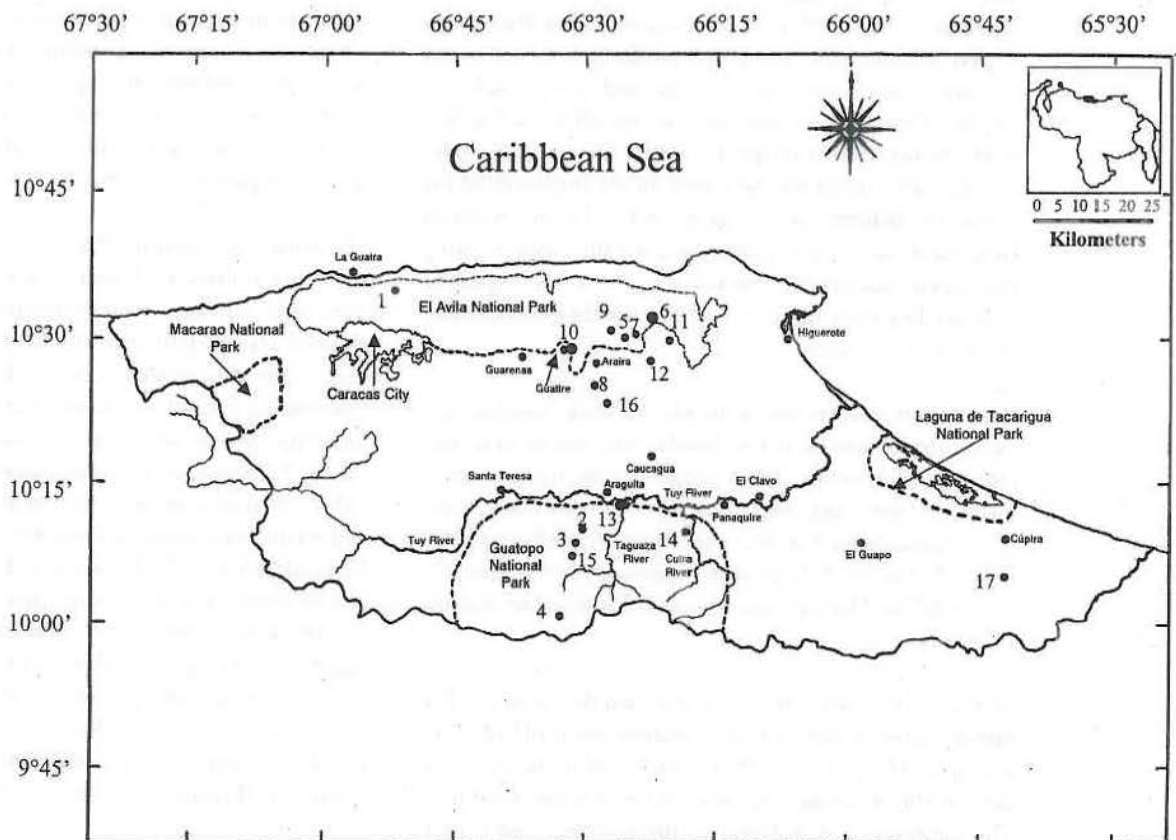 67°30' 67°15' 67°00' 66°45' 66°30' 66°15' 66°00' 65°45' 65°30'
Caribbean Sea
10°45'
0 5 10 15 20 25
Kilometers
La Guaira
1
El Avila National Park
9
5
7
6
11
10°30'
Macarao National
Park
10
Higuerote
Guarenas
Guatire
Araira
12
Caracas City
8
16
Laguna de Tacarigua
National Park
Caucagua
10°15'
Santa Teresa
Araguita
Tuy River
El Clavo
13
Panaquire
2
Tuy River
3
14
Guatopo
National
Park
Taguaza
River
Cuira
River
15
El Guapo
Cúpira
17
4
10°00'
9°45'